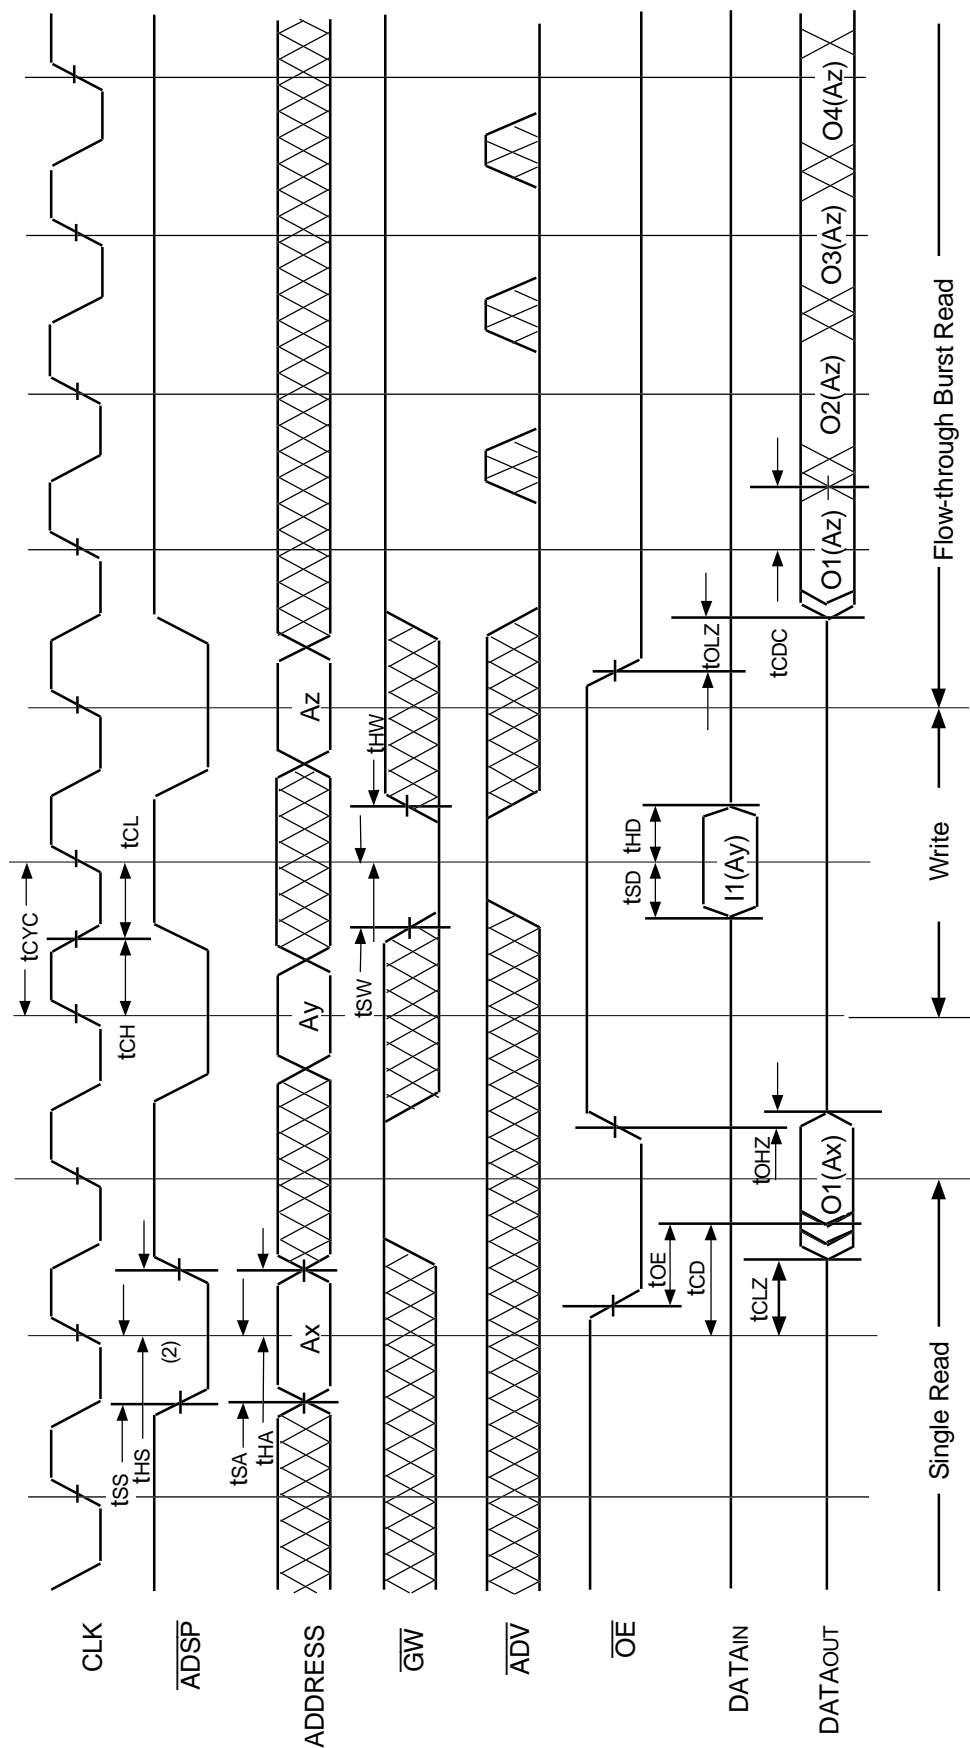 CLK
tCYC
tCH
tCL
ADSP
tSS
tHS
(2)
ADDRESS
tSA
tHA
Ax
Ay
Az
GW
tSW
tHW
ADV
OE
tOE
tOHZ
tOLZ
DATAIN
tSD
tHD
I1(Ay)
tCD
tCLZ
tCDC
DATAOUT
O1(Ax)
O1(Az)
O2(Az)
O3(Az)
O4(Az)
Single Read
Write
Flow-through Burst Read